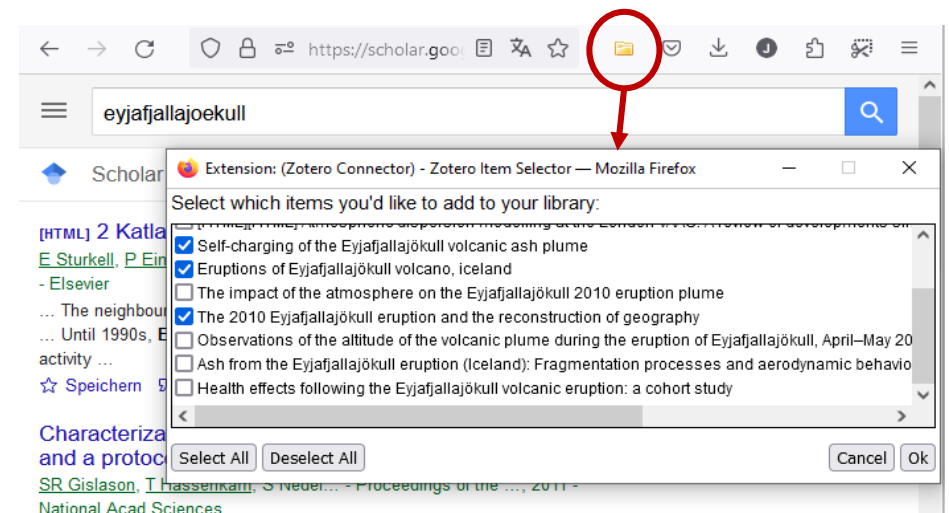 https://scholar.goo
J
eyjafjallajoekull
Scholar
Extension: (Zotero Connector) - Zotero Item Selector — Mozilla Firefox
Select which items you'd like to add to your library:
Self-charging of the Eyjafjallajökull volcanic ash plume
Eruptions of Eyjafjallajökull volcano, iceland
The impact of the atmosphere on the Eyjafjallajökull 2010 eruption plume
The 2010 Eyjafjallajökull eruption and the reconstruction of geography
Observations of the altitude of the volcanic plume during the eruption of Eyjafjallajökull, April–May 20
Ash from the Eyjafjallajökull eruption (Iceland): Fragmentation processes and aerodynamic behavio
Health effects following the Eyjafjallajökull volcanic eruption: a cohort study
Select All Deselect All Cancel Ok
[HTML] 2 Katla
E Sturkell, P Ein
- Elsevier
... The neighbour
... Until 1990s, E
activity ...
Speichern
Characteriza
and a protoc
SR Gislason, T Hassenkam, S Nedel... - Proceedings of the ..., 2011 -
National Acad Sciences